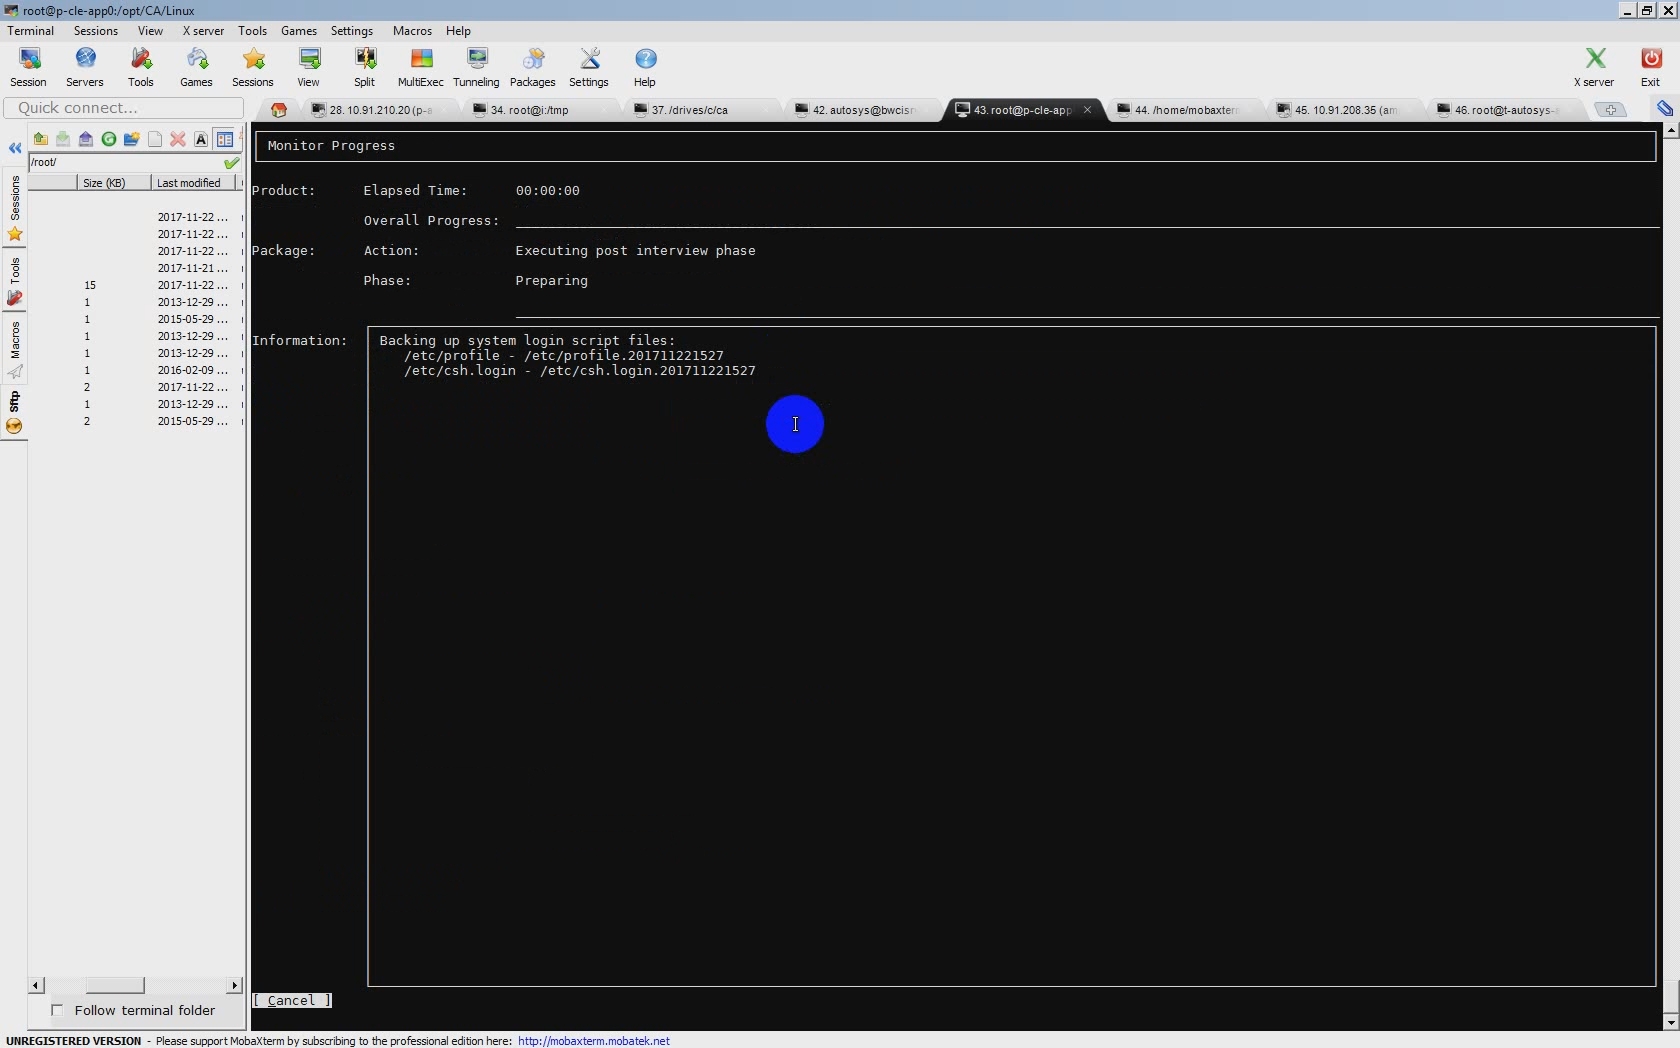 root@p-cle-app0:/opt/CA/Linux
Terminal Sessions View X server Tools Games Settings Macros Help
Session Servers Tools Games Sessions View Split MultiExec Tunneling Packages Settings Help X server Exit
Quick connect...
28. 10.91.210.20 (p-a 34. root@i:/tmp 37. /drives/c/ca 42. autosys@bwcisr 43. root@p-cle-app 44. /home/mobaxterm 45. 10.91.208.35 (am 46. root@t-autosys-
/root/
Size (KB) Last modified
2017-11-22 ...
2017-11-22 ...
2017-11-22 ...
2017-11-21 ...
15 2017-11-22 ...
1 2013-12-29 ...
1 2015-05-29 ...
1 2013-12-29 ...
1 2013-12-29 ...
1 2016-02-09 ...
2 2017-11-22 ...
1 2013-12-29 ...
2 2015-05-29 ...
Sessions
Tools
Macros
Sftp
Follow terminal folder
Monitor Progress
Product: Elapsed Time: 00:00:00
Overall Progress:
Package: Action: Executing post interview phase
Phase: Preparing
Information: Backing up system login script files:
/etc/profile - /etc/profile.201711221527
/etc/csh.login - /etc/csh.login.201711221527
[ Cancel ]
UNREGISTERED VERSION - Please support MobaXterm by subscribing to the professional edition here: http://mobaxterm.mobatek.net